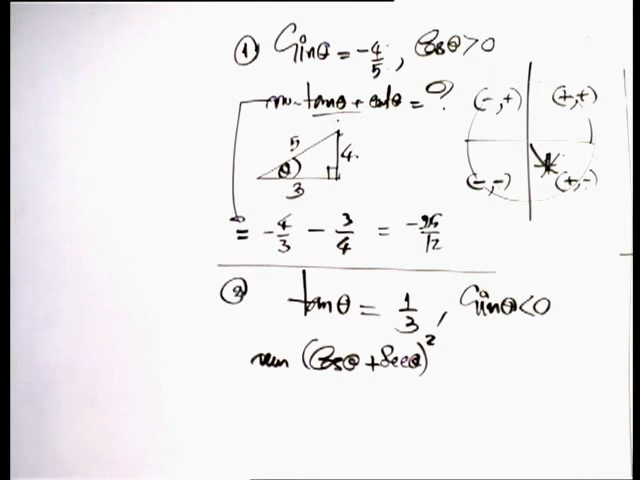 ① Sinθ = -4/5, Cosθ>0
tanθ + cotθ = ?
(-,+) (+,+)
5
θ 4
3
(-,-) (+,-)
= -4/3 - 3/4 = -25/12
② tanθ = 1/3, Sinθ<0
(Cosθ + Secθ)²